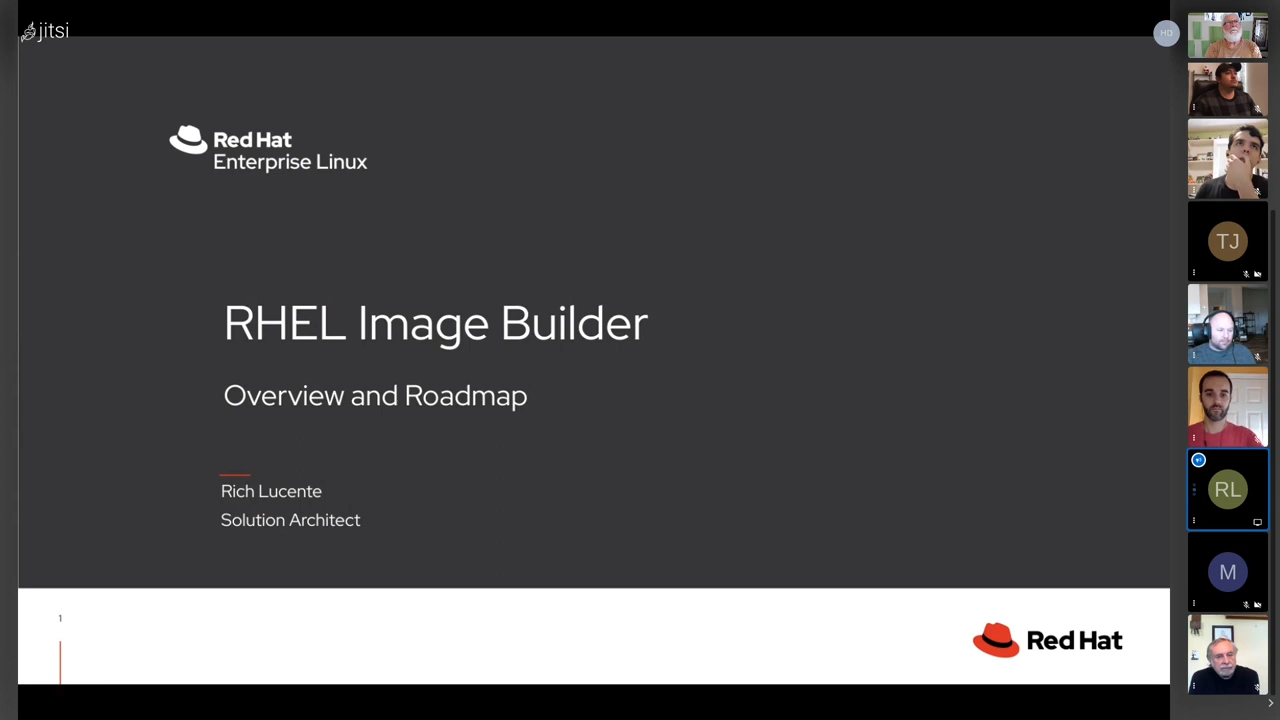 jitsi
HD
Red Hat
Enterprise Linux
RHEL Image Builder
Overview and Roadmap
Rich Lucente
Solution Architect
1
Red Hat
TJ
RL
M